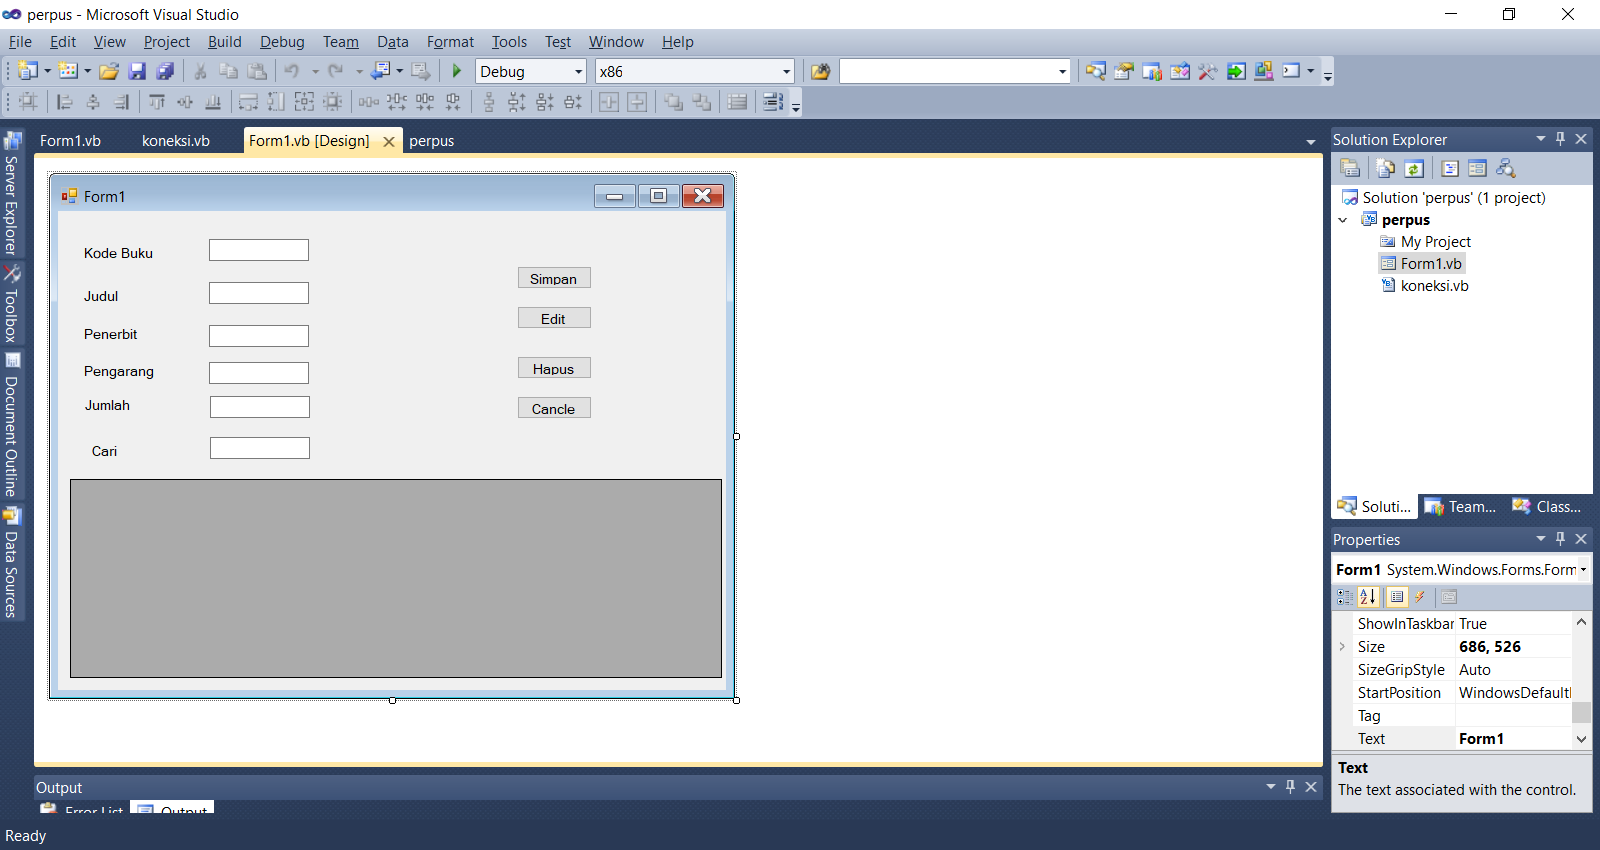 perpus - Microsoft Visual Studio
File Edit View Project Build Debug Team Data Format Tools Test Window Help
Debug x86
Form1.vb koneksi.vb Form1.vb [Design] perpus
Server Explorer
Toolbox
Document Outline
Data Sources
Form1
Kode Buku
Judul
Penerbit
Pengarang
Jumlah
Cari
Simpan
Edit
Hapus
Cancle
Solution Explorer
Solution 'perpus' (1 project)
perpus
My Project
Form1.vb
koneksi.vb
Soluti... Team... Class...
Properties
Form1 System.Windows.Forms.Form
ShowInTaskbar True
Size 686, 526
SizeGripStyle Auto
StartPosition WindowsDefaultl
Tag
Text Form1
Text
The text associated with the control.
Output
Error List Output
Ready